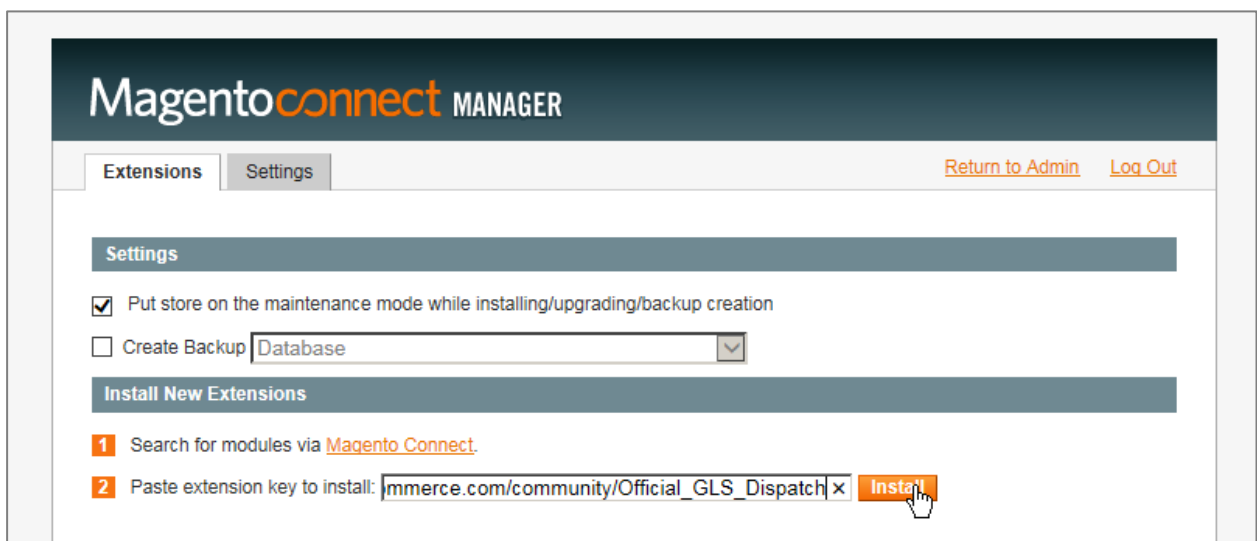 Magentoconnect MANAGER
Extensions Settings Return to Admin Log Out
Settings
Put store on the maintenance mode while installing/upgrading/backup creation
Create Backup Database
Install New Extensions
1 Search for modules via Magento Connect.
2 Paste extension key to install: mmerce.com/community/Official_GLS_Dispatch × Install